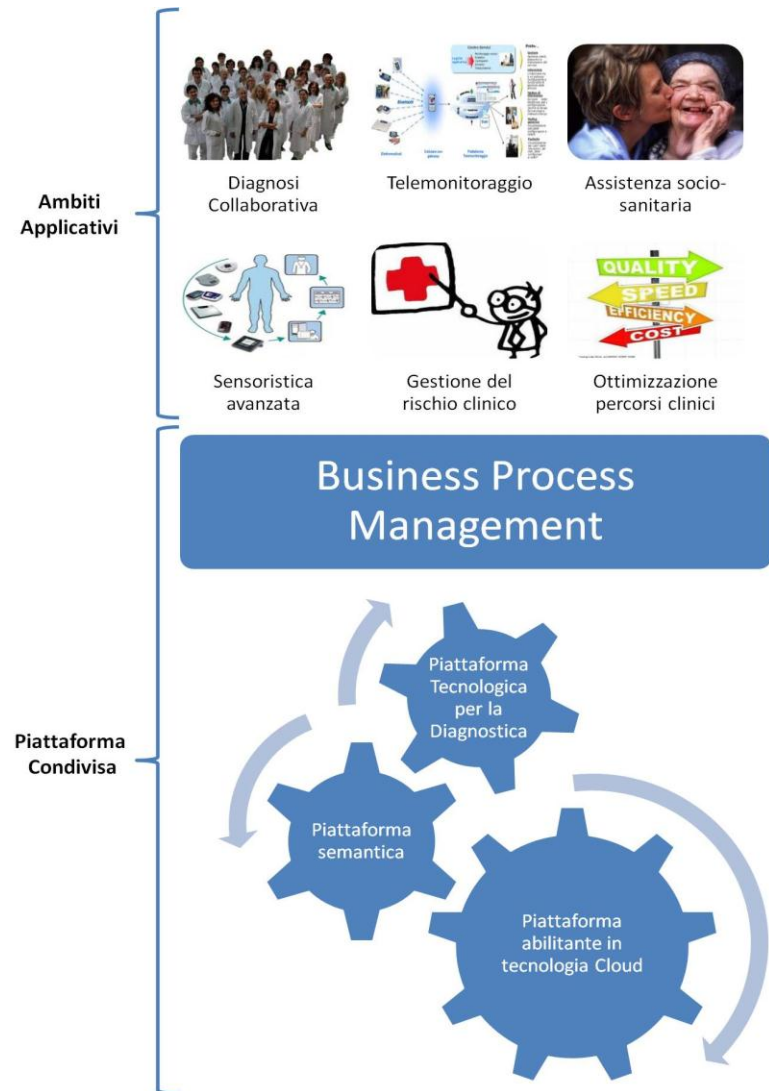 Ambiti
Applicativi
Diagnosi
Collaborativa
Telemonitoraggio
Assistenza socio-
sanitaria
Sensoristica
avanzata
Gestione del
rischio clinico
QUALITY
SPEED
EFFICIENCY
COST
Ottimizzazione
percorsi clinici
Piattaforma
Condivisa
Business Process
Management
Piattaforma
Tecnologica
per la
Diagnostica
Piattaforma
semantica
Piattaforma
abilitante in
tecnologia Cloud